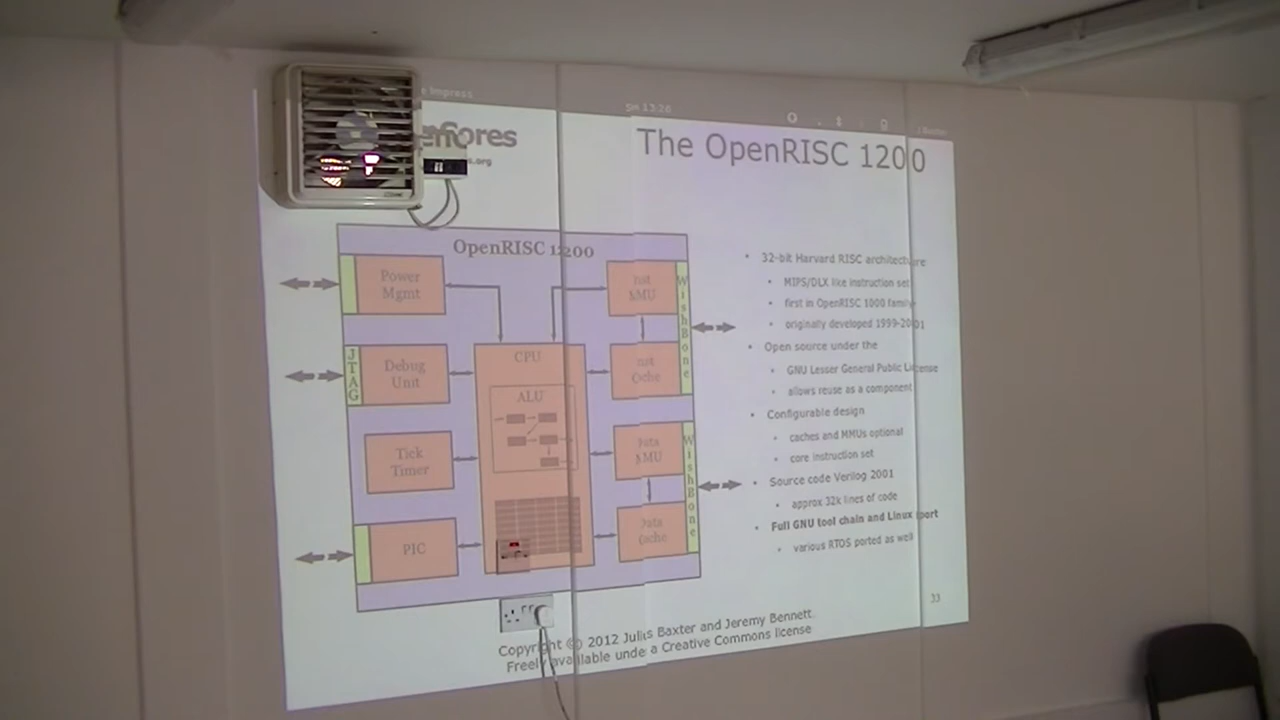 e Impress
13:26
The OpenRISC 1200
s.org
OpenRISC 1200
Power
Mgmt
MMU
WishBone
JTAG
Debug
Unit
CPU
ALU
Tick
Timer
MMU
WishBone
PIC
32-bit Harvard RISC architecture
MIPS/DLX like instruction set
first in OpenRISC 1000 family
originally developed 1999-2001
Open source under the
GNU Lesser General Public License
allows reuse as a component
Configurable design
caches and MMUs optional
core instruction set
Source code Verilog 2001
approx 32k lines of code
Full GNU tool chain and Linux port
various RTOS ported as well
33
Copyright © 2012 Julius Baxter and Jeremy Bennett
Freely available under a Creative Commons license